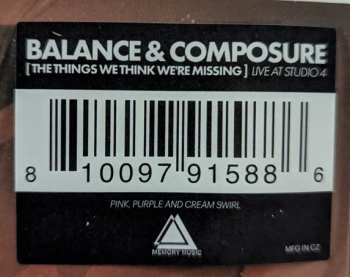 BALANCE & COMPOSURE
[THE THINGS WE THINK WE'RE MISSING] LIVE AT STUDIO 4
8 10097 91588 6
PINK, PURPLE AND CREAM SWIRL
MEMORY MUSIC
MFG IN CZ